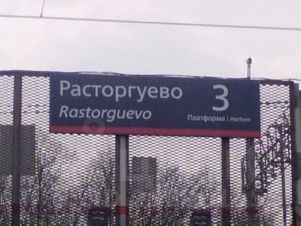 Расторгуево
Rastorguevo
3
Платформа | Platform